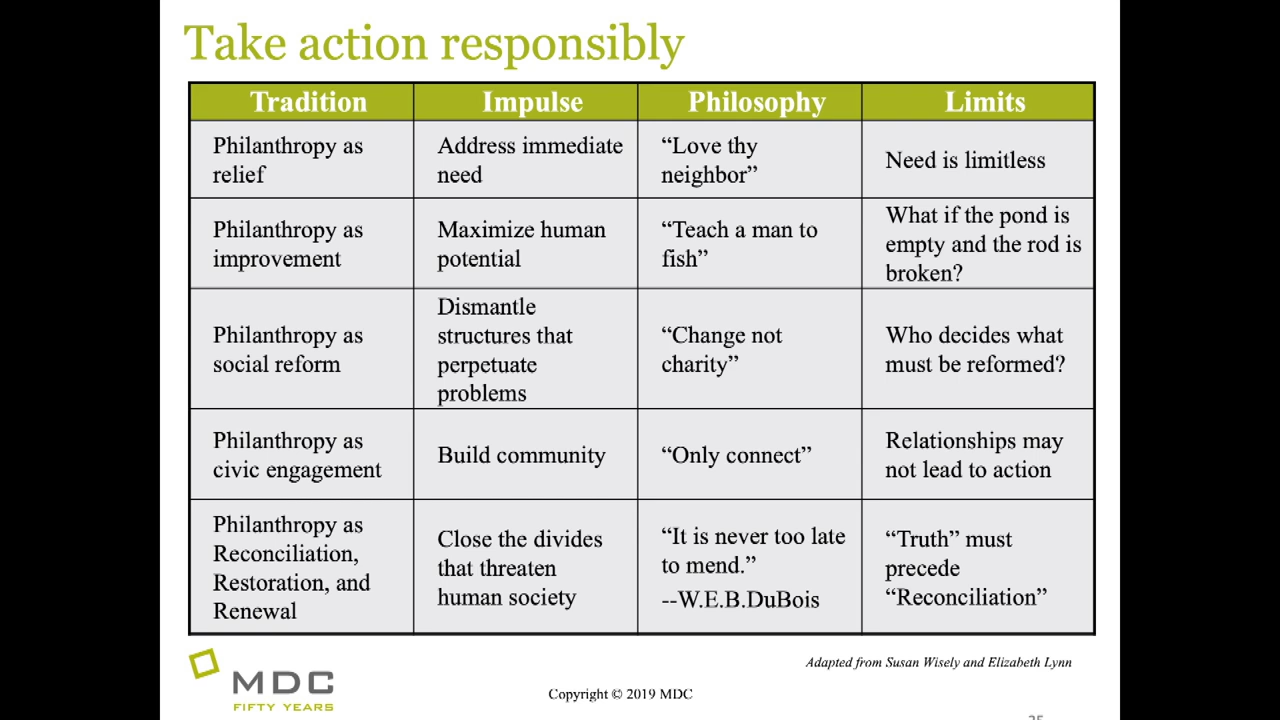 Take action responsibly
Tradition
Impulse
Philosophy
Limits
Philanthropy as
relief
Address immediate
need
“Love thy
neighbor”
Need is limitless
Philanthropy as
improvement
Maximize human
potential
“Teach a man to
fish”
What if the pond is
empty and the rod is
broken?
Philanthropy as
social reform
Dismantle
structures that
perpetuate
problems
“Change not
charity”
Who decides what
must be reformed?
Philanthropy as
civic engagement
Build community
“Only connect”
Relationships may
not lead to action
Philanthropy as
Reconciliation,
Restoration, and
Renewal
Close the divides
that threaten
human society
“It is never too late
to mend.”
--W.E.B.DuBois
“Truth” must
precede
“Reconciliation”
Adapted from Susan Wisely and Elizabeth Lynn
MDC
FIFTY YEARS
Copyright © 2019 MDC